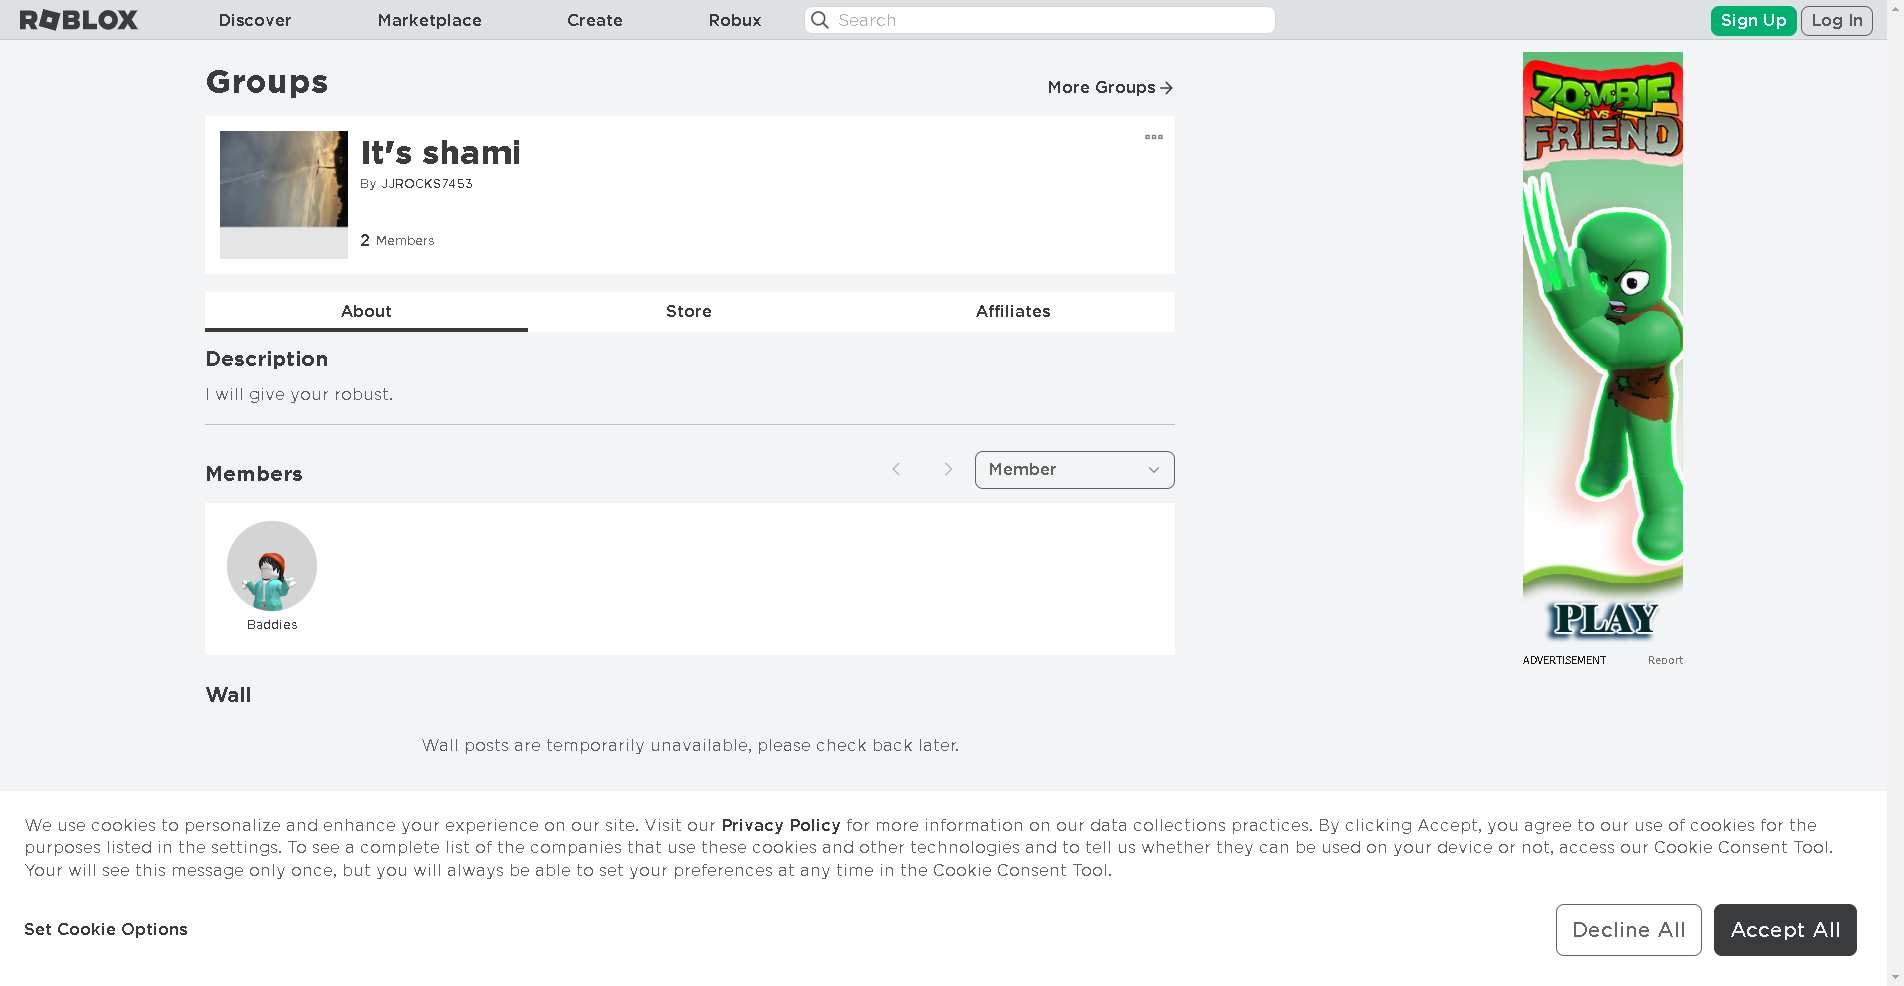 ROBLOX
Discover
Marketplace
Create
Robux
Search
Sign Up
Log In
Groups
More Groups
It's shami
By JJROCKS7453
2 Members
About
Store
Affiliates
Description
I will give your robust.
Members
Member
Baddies
Wall
Wall posts are temporarily unavailable, please check back later.
ZOMBIE
VS
FRIEND
PLAY
ADVERTISEMENT
Report
We use cookies to personalize and enhance your experience on our site. Visit our Privacy Policy for more information on our data collections practices. By clicking Accept, you agree to our use of cookies for the
purposes listed in the settings. To see a complete list of the companies that use these cookies and other technologies and to tell us whether they can be used on your device or not, access our Cookie Consent Tool.
Your will see this message only once, but you will always be able to set your preferences at any time in the Cookie Consent Tool.
Set Cookie Options
Decline All
Accept All